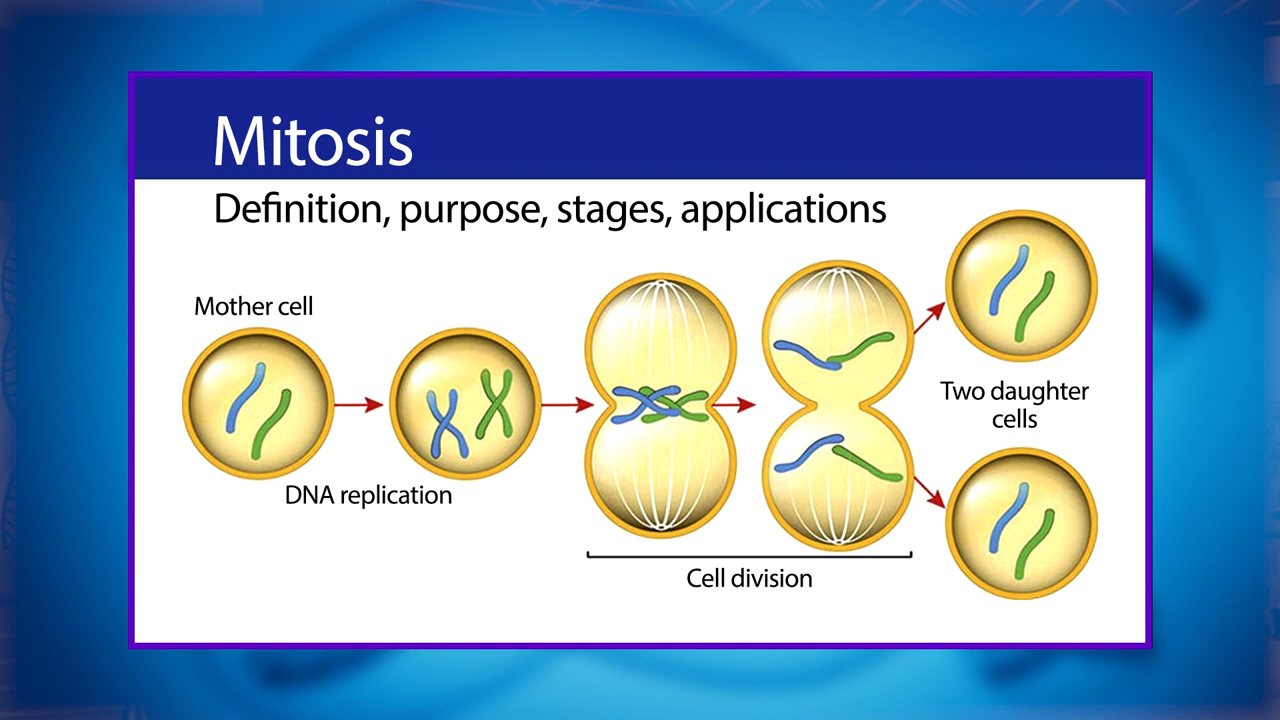 Mitosis
Definition, purpose, stages, applications
Mother cell
DNA replication
Cell division
Two daughter
cells